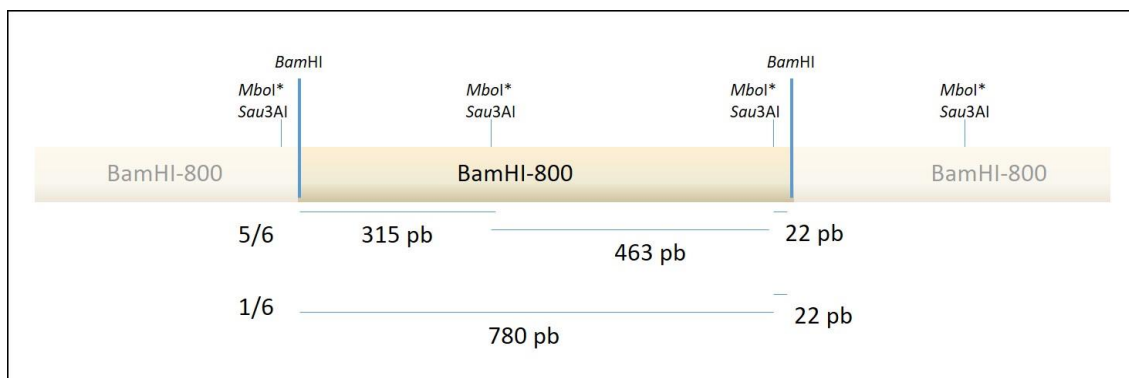 BamHI
BamHI
MboI*
Sau3AI
MboI*
Sau3AI
MboI*
Sau3AI
MboI*
Sau3AI
BamHI-800
BamHI-800
BamHI-800
5/6
315 pb
463 pb
22 pb
1/6
780 pb
22 pb